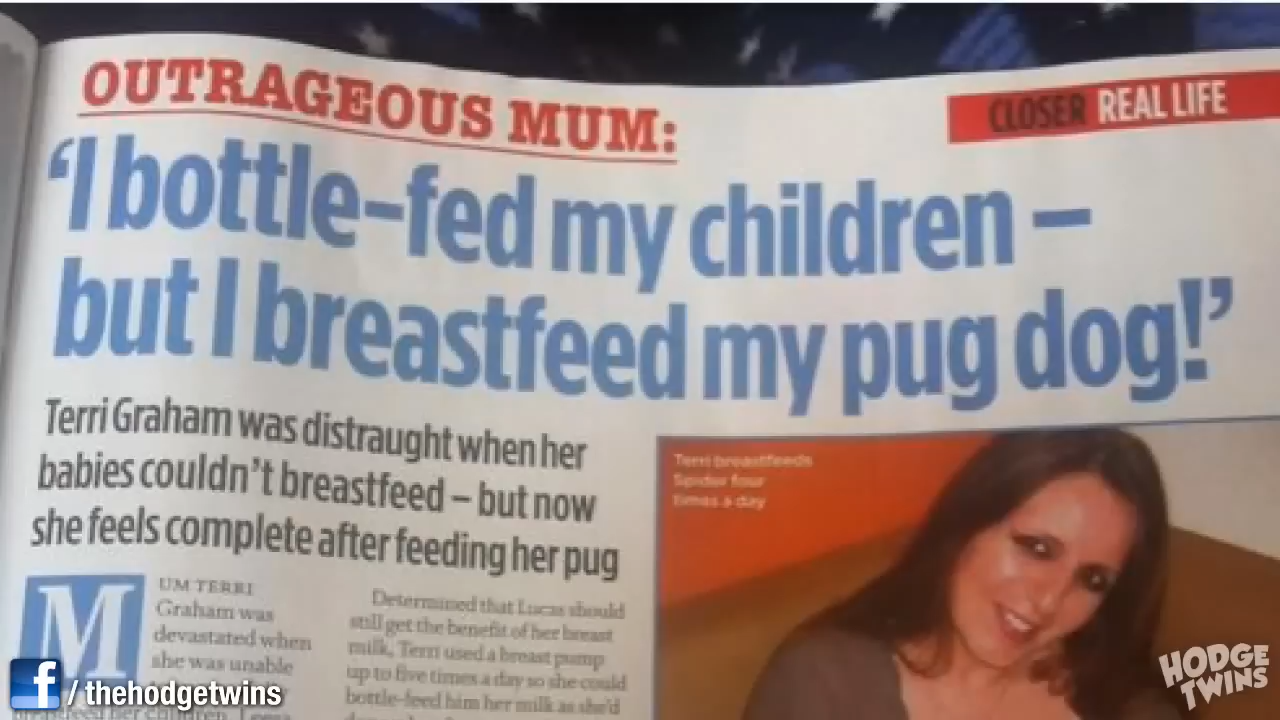 OUTRAGEOUS MUM:
CLOSER REAL LIFE
‘I bottle-fed my children –
but I breastfeed my pug dog!’
Terri Graham was distraught when her
babies couldn’t breastfeed – but now
she feels complete after feeding her pug
Terri breastfeeds
Spider four
times a day
MUM TERRI
Graham was
devastated when
she was unable
breastfeed her children,
Determined that Lucas should
still get the benefit of her breast
milk, Terri used a breast pump
up to five times a day so she could
bottle-feed him her milk as she’d
f /thehodgetwins
HODGE
TWINS